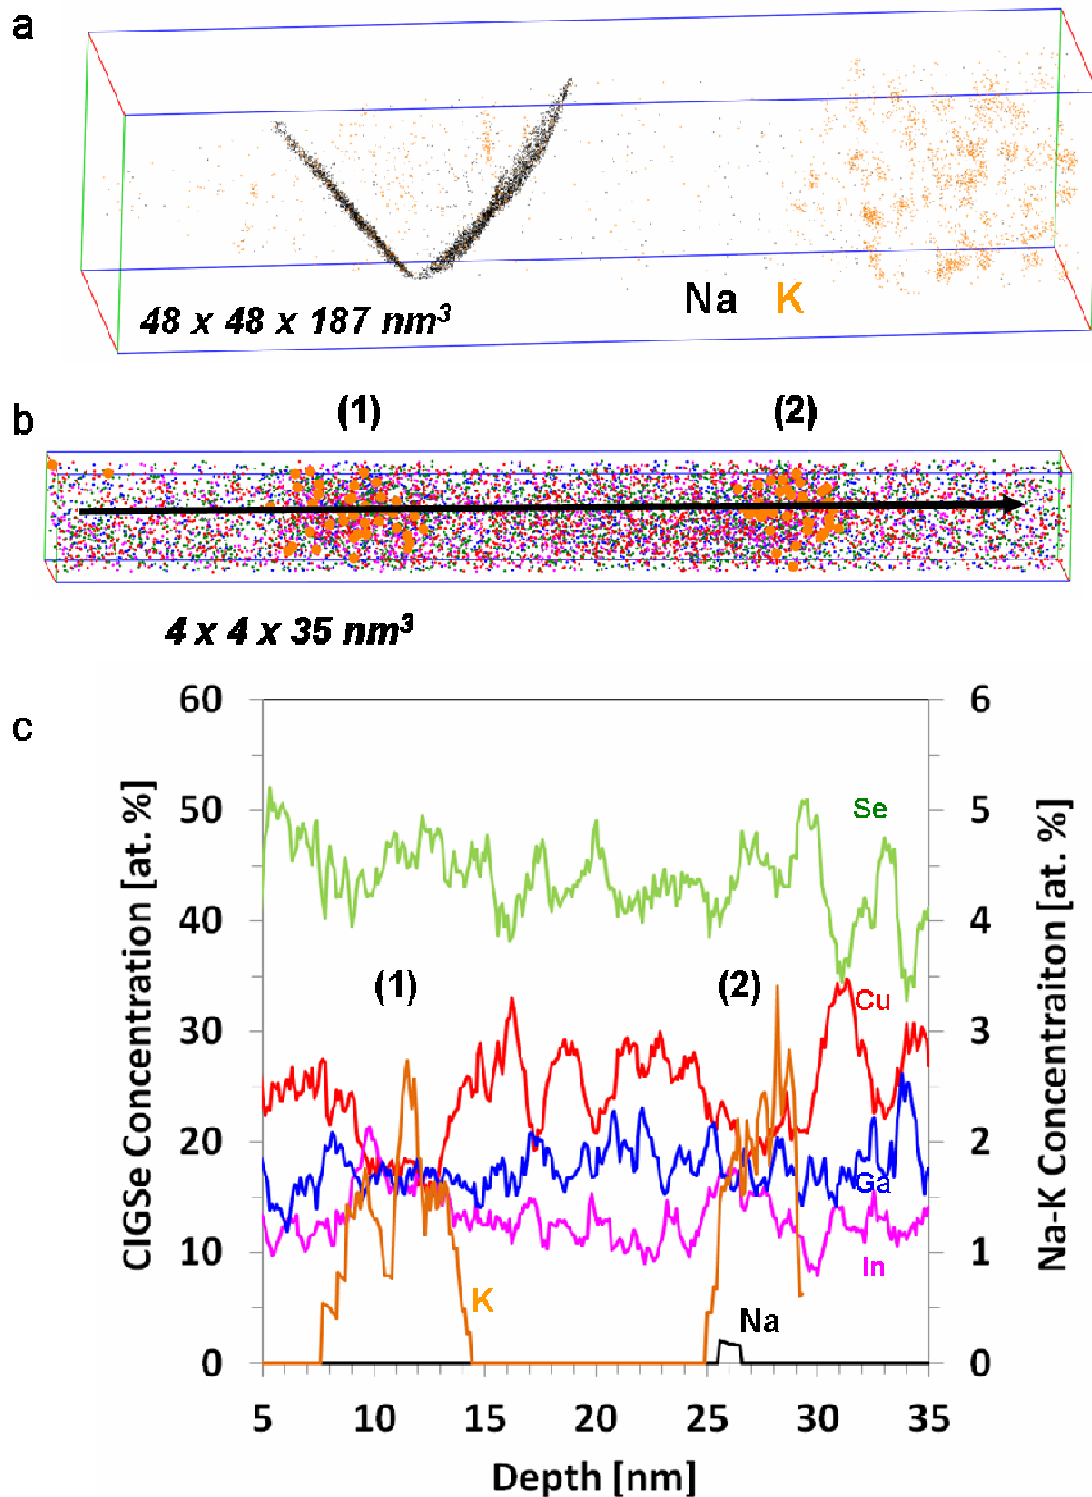 a
Na K
48 x 48 x 187 nm³
b
(1) (2)
4 x 4 x 35 nm³
c
60 6
50 5
40 4
30 3
20 2
10 1
0 0
CIGSe Concentration [at. %]
Na-K Concentraiton [at. %]
Se
(1) (2)
Cu
Ga
In
K
Na
5 10 15 20 25 30 35
Depth [nm]